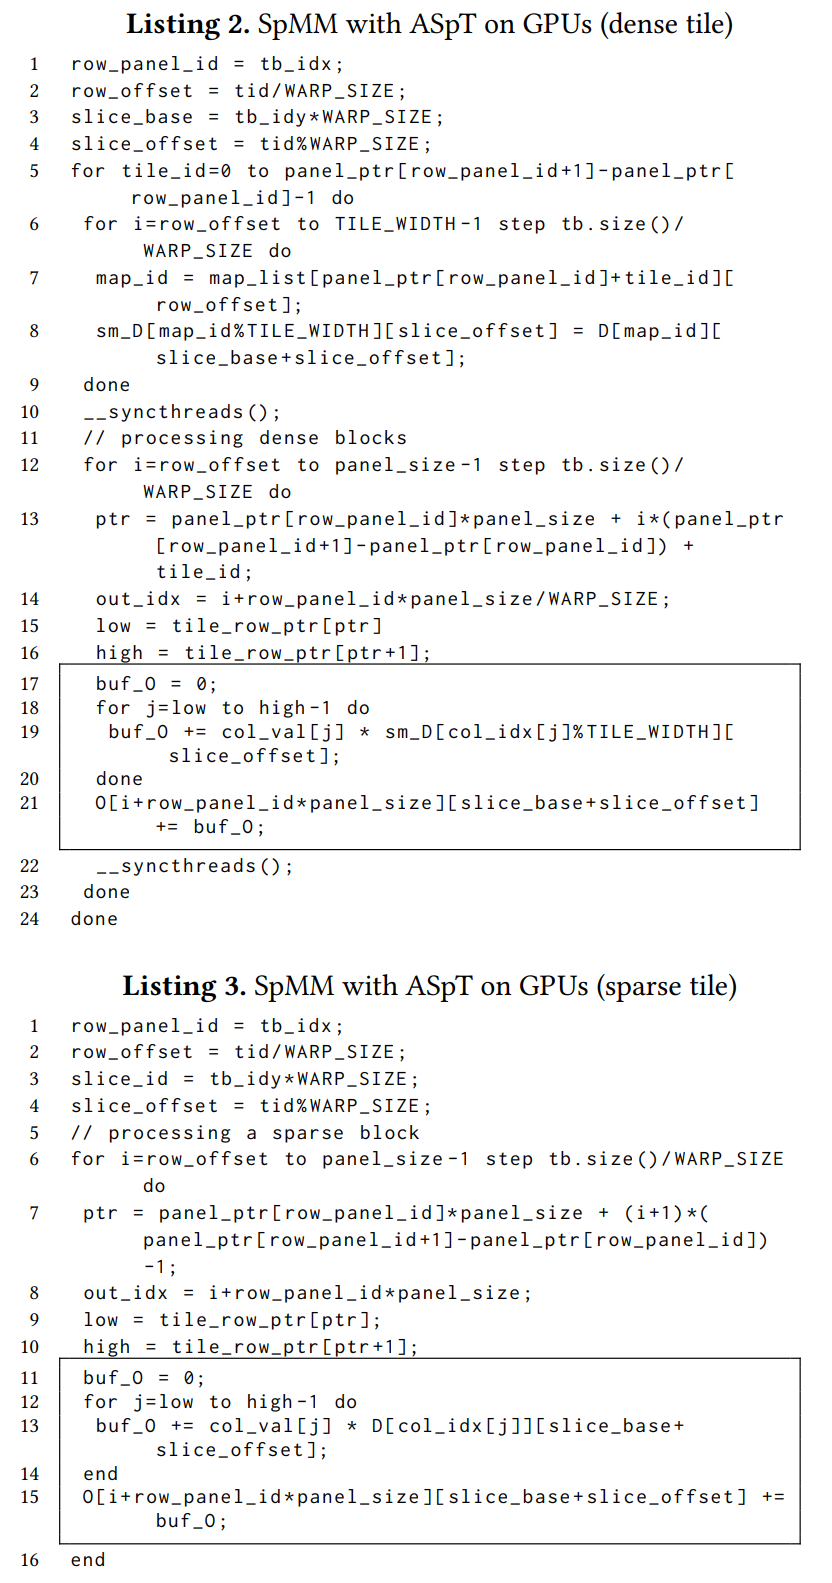 Listing 2. SpMM with ASpT on GPUs (dense tile)
1 row_panel_id = tb_idx;
2 row_offset = tid/WARP_SIZE;
3 slice_base = tb_idy*WARP_SIZE;
4 slice_offset = tid%WARP_SIZE;
5 for tile_id=0 to panel_ptr[row_panel_id+1]-panel_ptr[
row_panel_id]-1 do
6 for i=row_offset to TILE_WIDTH-1 step tb.size()/
WARP_SIZE do
7 map_id = map_list[panel_ptr[row_panel_id]+tile_id][
row_offset];
8 sm_D[map_id%TILE_WIDTH][slice_offset] = D[map_id][
slice_base+slice_offset];
9 done
10 __syncthreads();
11 // processing dense blocks
12 for i=row_offset to panel_size-1 step tb.size()/
WARP_SIZE do
13 ptr = panel_ptr[row_panel_id]*panel_size + i*(panel_ptr
[row_panel_id+1]-panel_ptr[row_panel_id]) +
tile_id;
14 out_idx = i+row_panel_id*panel_size/WARP_SIZE;
15 low = tile_row_ptr[ptr]
16 high = tile_row_ptr[ptr+1];
17 buf_O = 0;
18 for j=low to high-1 do
19 buf_O += col_val[j] * sm_D[col_idx[j]%TILE_WIDTH][
slice_offset];
20 done
21 O[i+row_panel_id*panel_size][slice_base+slice_offset]
+= buf_O;
22 __syncthreads();
23 done
24 done
Listing 3. SpMM with ASpT on GPUs (sparse tile)
1 row_panel_id = tb_idx;
2 row_offset = tid/WARP_SIZE;
3 slice_id = tb_idy*WARP_SIZE;
4 slice_offset = tid%WARP_SIZE;
5 // processing a sparse block
6 for i=row_offset to panel_size-1 step tb.size()/WARP_SIZE
do
7 ptr = panel_ptr[row_panel_id]*panel_size + (i+1)*(
panel_ptr[row_panel_id+1]-panel_ptr[row_panel_id])
-1;
8 out_idx = i+row_panel_id*panel_size;
9 low = tile_row_ptr[ptr];
10 high = tile_row_ptr[ptr+1];
11 buf_O = 0;
12 for j=low to high-1 do
13 buf_O += col_val[j] * D[col_idx[j]][slice_base+
slice_offset];
14 end
15 O[i+row_panel_id*panel_size][slice_base+slice_offset] +=
buf_O;
16 end